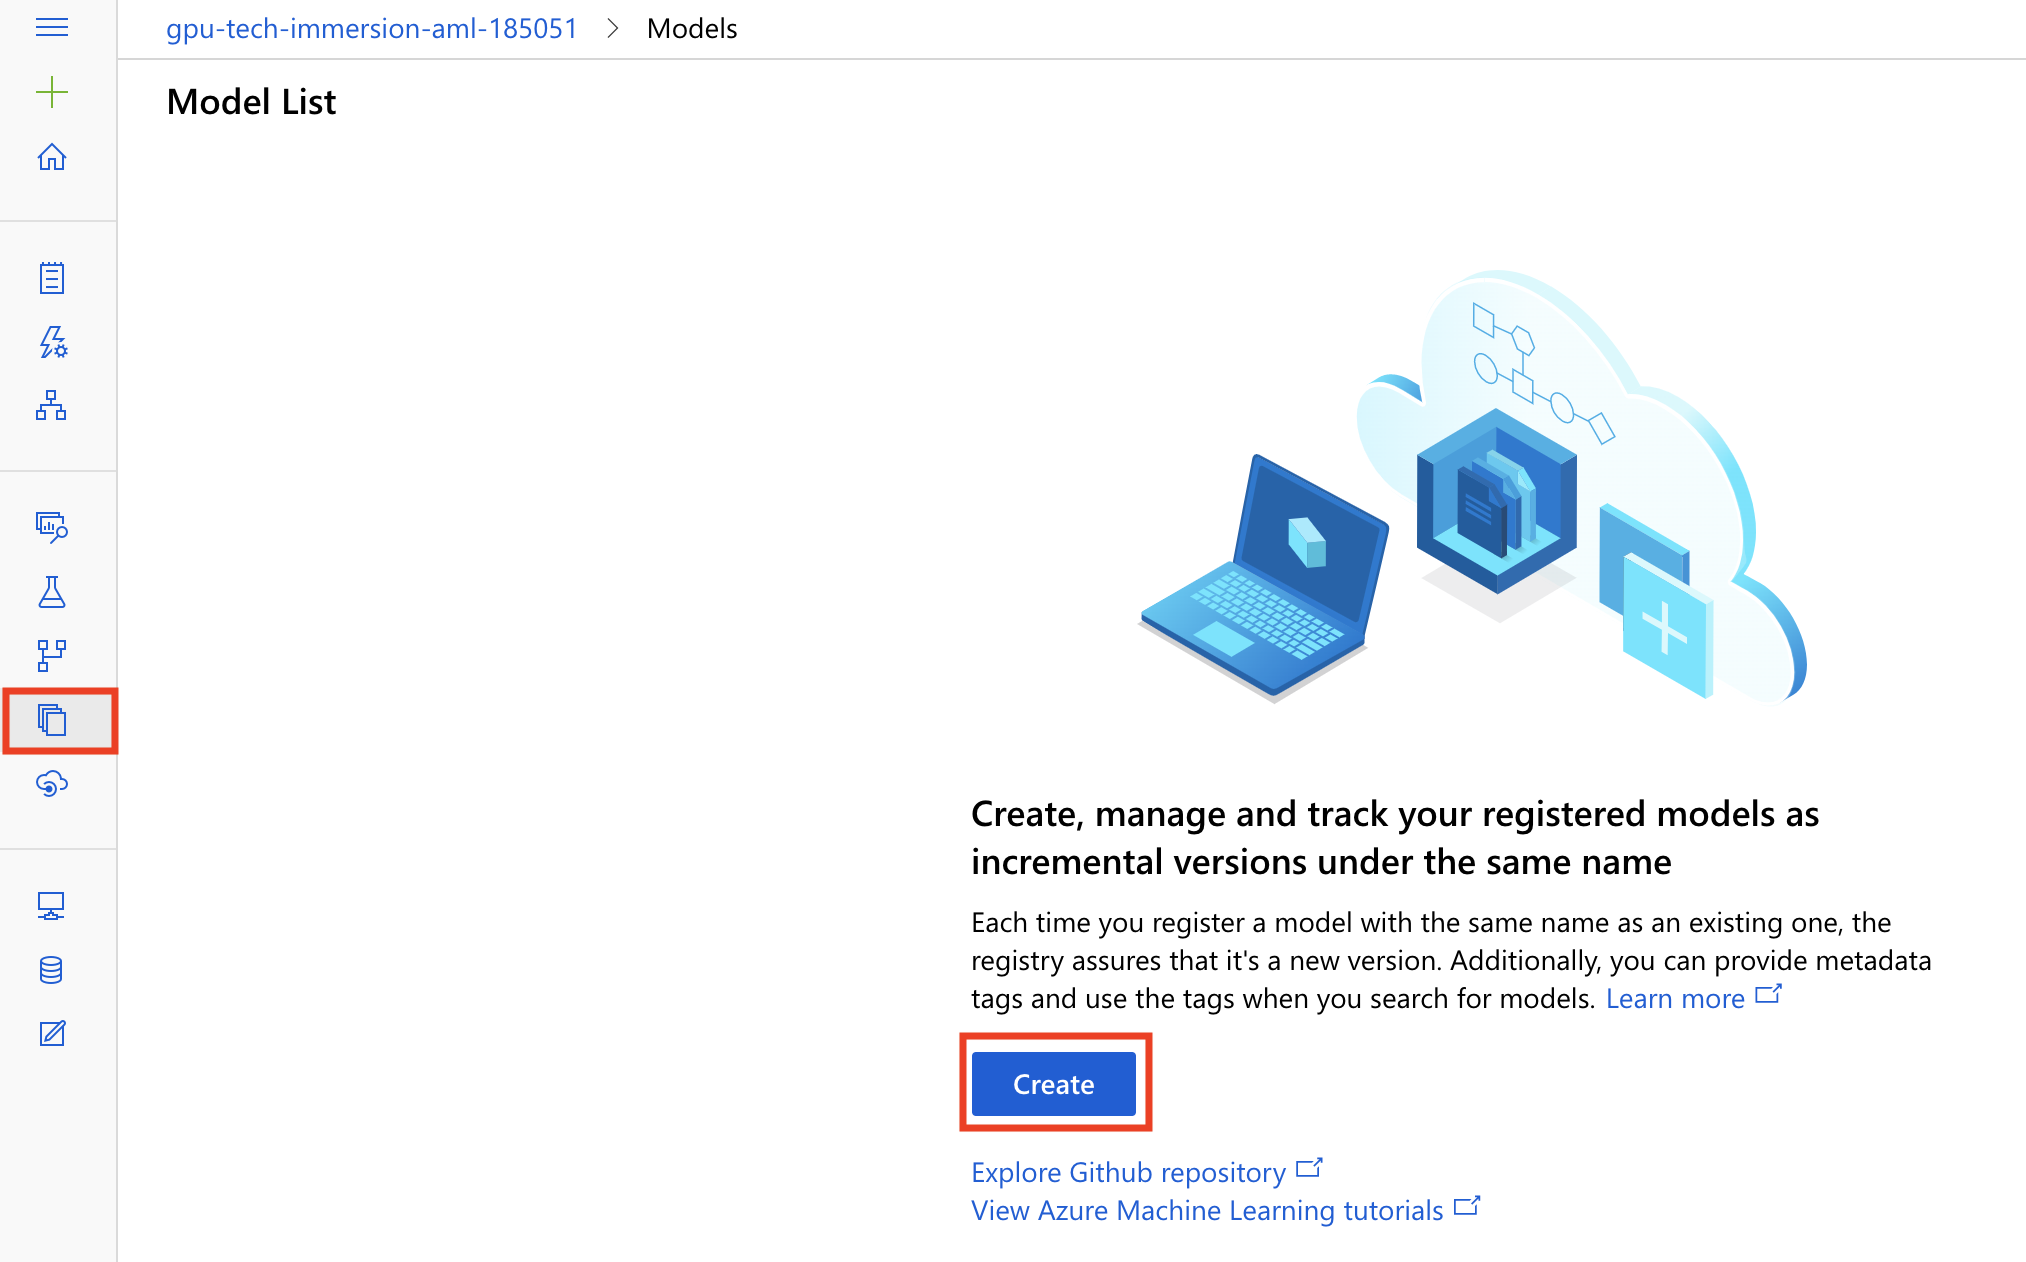 gpu-tech-immersion-aml-185051 > Models
Model List
Create, manage and track your registered models as
incremental versions under the same name
Each time you register a model with the same name as an existing one, the
registry assures that it's a new version. Additionally, you can provide metadata
tags and use the tags when you search for models. Learn more
Create
Explore Github repository
View Azure Machine Learning tutorials